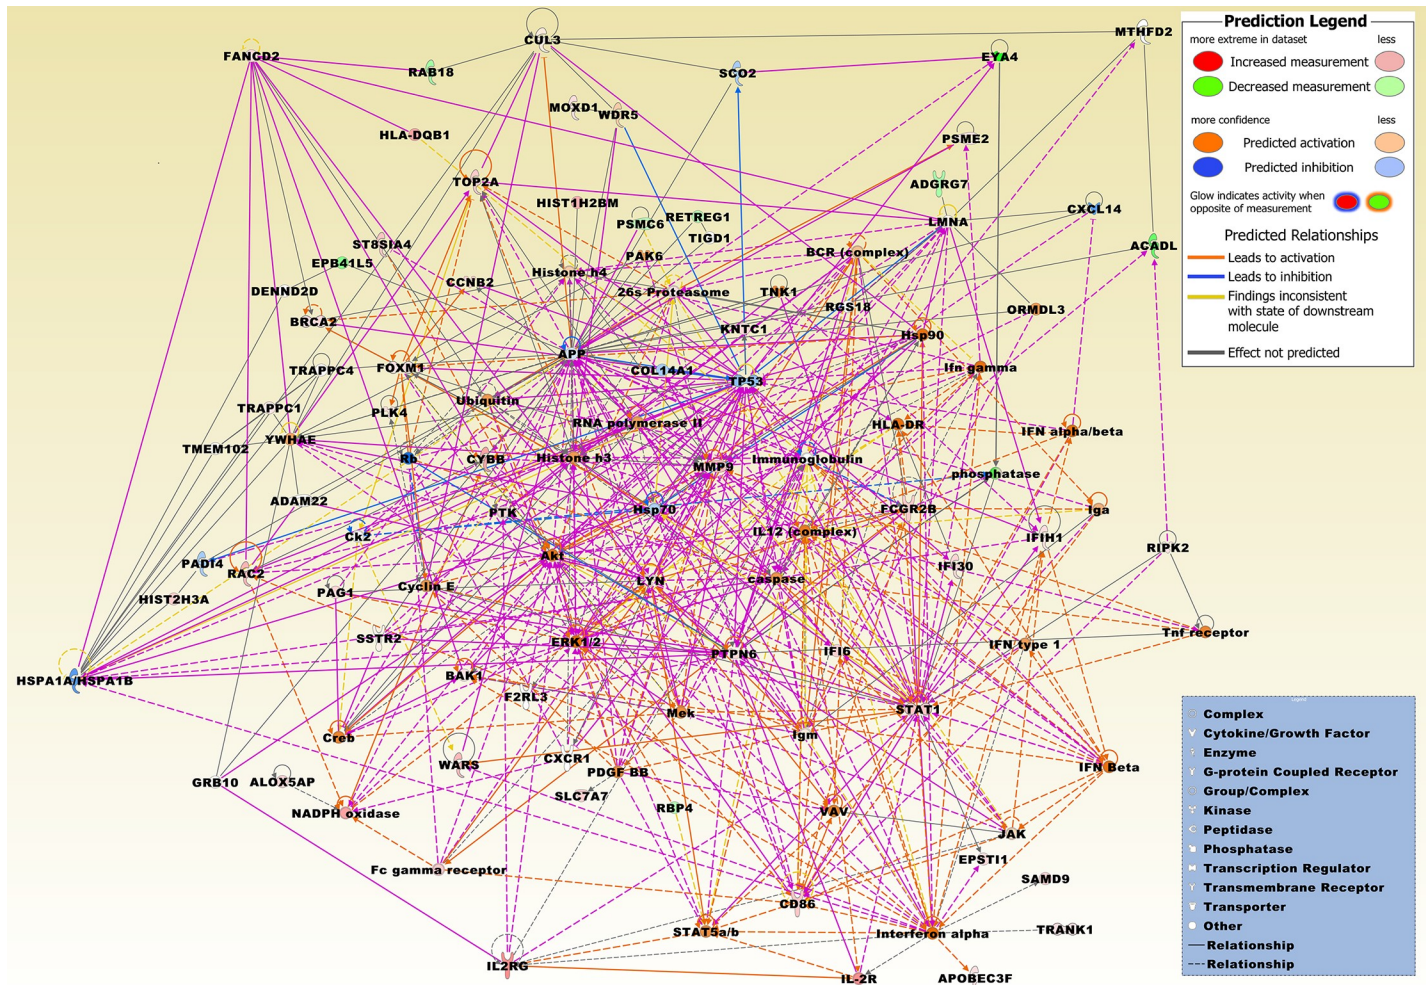 CUL3
MTHFD2
FANCD2
EYA4
RAB18
SCO2
MOXD1
WDR5
HLA-DQB1
PSME2
TOP2A
ADGRG7
HIST1H2BM
RETREG1
CXCL14
PSMC6
LMNA
TIGD1
ST8SIA4
ACADL
BCR (complex)
PAK6
EPB41L5
Histone h4
CCNB2
DENND2D
26s Proteasome
TNK1
RGS18
ORMDL3
BRCA2
KNTC1
Hsp90
APP
FOXM1
Ifn gamma
TRAPPC4
COL14A1
TP53
Ubiquitin
TRAPPC1
PLK4
RNA polymerase II
HLA-DR
IFN alpha/beta
YWHAE
TMEM102
Rb
CYBB
Histone h3
MMP9
Immunoglobulin
phosphatase
ADAM22
PTK
Hsp70
FCGR2B
Iga
Ck2
IL12 (complex)
IFIH1
RIPK2
PADI4
RAC2
Akt
IFI30
LYN
caspase
Cyclin E
PAG1
HIST2H3A
SSTR2
ERK1/2
IFN type 1
Tnf receptor
PTPN6
IFI6
HSPA1A/HSPA1B
BAK1
F2RL3
Mek
STAT1
Creb
Igm
WARS
CXCR1
PDGF BB
IFN Beta
GRB10
ALOX5AP
SLC7A7
RBP4
NADPH oxidase
VAV
JAK
EPSTI1
Fc gamma receptor
SAMD9
CD86
STAT5a/b
Interferon alpha
TRANK1
IL2RG
IL-2R
APOBEC3F
Prediction Legend
more extreme in dataset
less
Increased measurement
Decreased measurement
more confidence
less
Predicted activation
Predicted inhibition
Glow indicates activity when
opposite of measurement
Predicted Relationships
Leads to activation
Leads to inhibition
Findings inconsistent
with state of downstream
molecule
Effect not predicted
Complex
Cytokine/Growth Factor
Enzyme
G-protein Coupled Receptor
Group/Complex
Kinase
Peptidase
Phosphatase
Transcription Regulator
Transmembrane Receptor
Transporter
Other
Relationship
Relationship